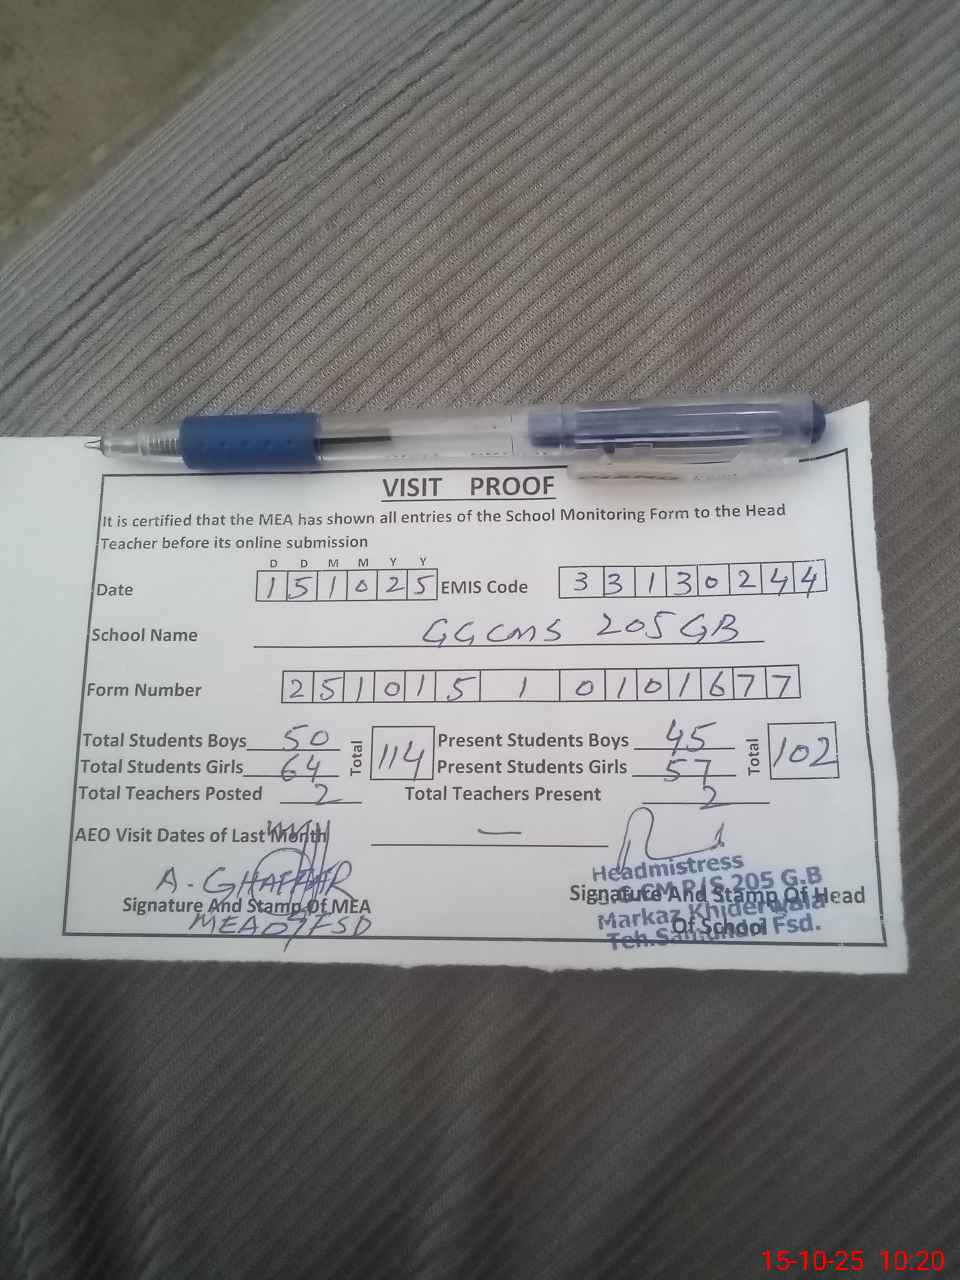 VISIT PROOF
It is certified that the MEA has shown all entries of the School Monitoring Form to the Head
Teacher before its online submission
D D M M Y Y
Date 1 5 1 0 2 5 EMIS Code 3 3 1 3 0 2 4 4
School Name GGCMS 205 GB
Form Number 2 5 1 0 1 5 1 0 1 0 1 6 7 7
Total Students Boys 50 Total 114 Present Students Boys 45 Total 102
Total Students Girls 64 Present Students Girls 57
Total Teachers Posted 2 Total Teachers Present 2
AEO Visit Dates of Last Month —
A. GHAFFAR
Signature And Stamp Of MEA
FSD
Headmistress
205 G.B
Signature And Stamp Of Head
Markaz Khiderwala
Of School
Fsd.
15-10-25 10:20